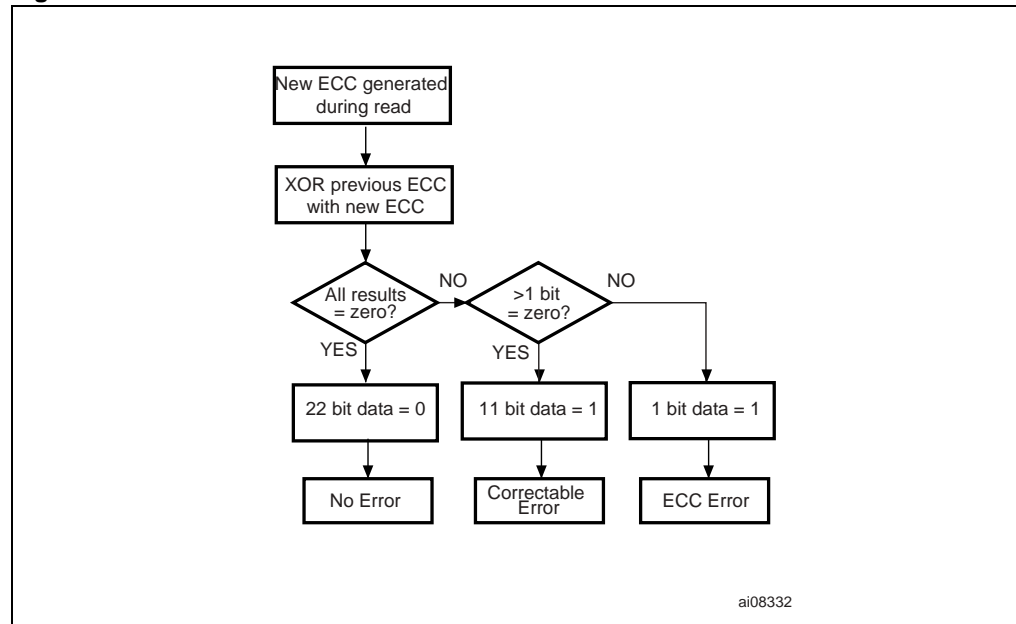 New ECC generated
during read
XOR previous ECC
with new ECC
All results
= zero?
NO
>1 bit
= zero?
NO
YES
YES
22 bit data = 0
11 bit data = 1
1 bit data = 1
No Error
Correctable
Error
ECC Error
ai08332